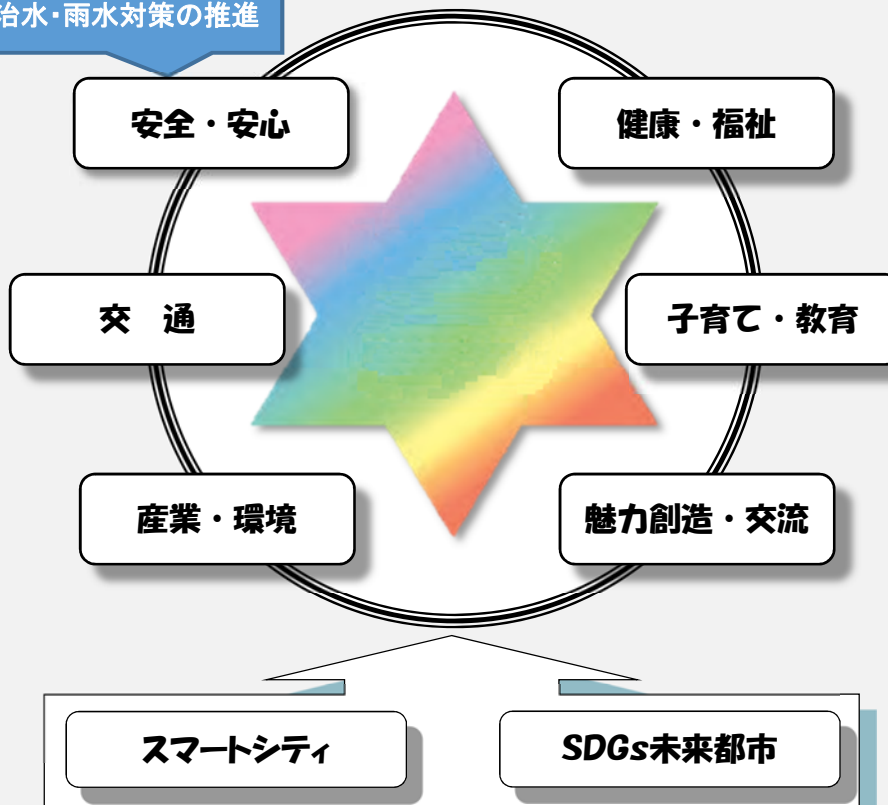 治水・雨水対策の推進
安全・安心
健康・福祉
交　通
子育て・教育
産業・環境
魅力創造・交流
スマートシティ
SDGs未来都市